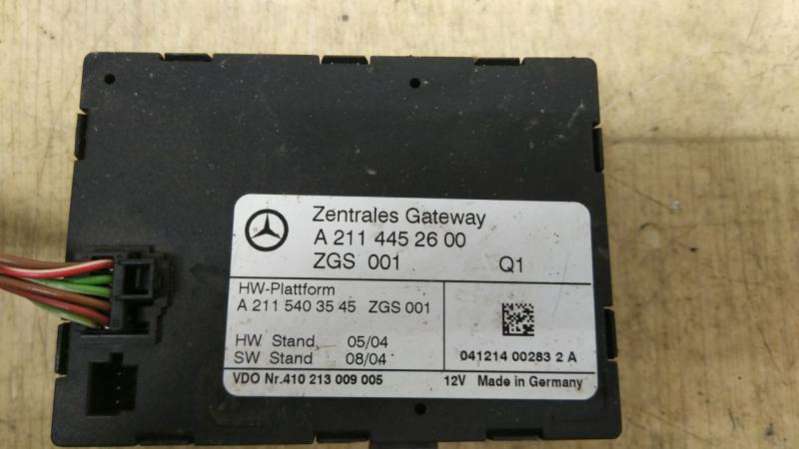 Zentrales Gateway
A 211 445 26 00
ZGS 001 Q1
HW-Plattform
A 211 540 35 45 ZGS 001
HW Stand 05/04
SW Stand 08/04
041214 00283 2 A
VDO Nr.410 213 009 005 12V Made in Germany